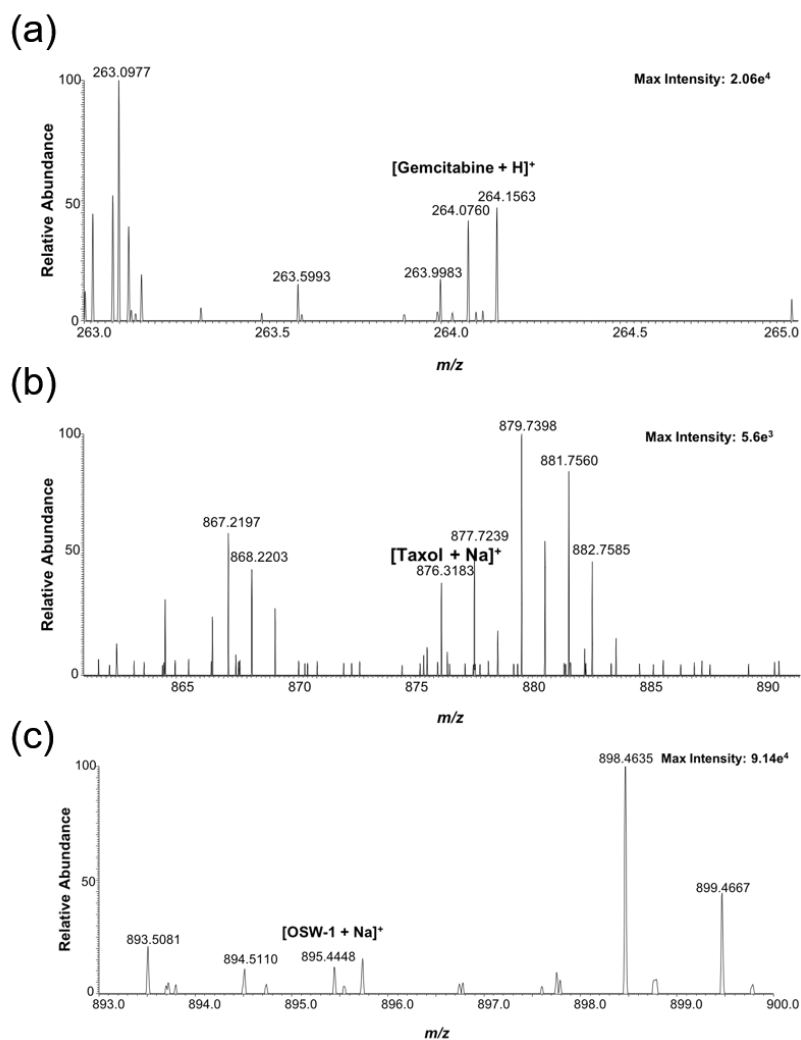 (a)
263.0977
Max Intensity: 2.06e⁴
[Gemcitabine + H]⁺
264.1563
264.0760
263.9983
263.5993
Relative Abundance
100
50
0
263.0 263.5 264.0 264.5 265.0
m/z
(b)
879.7398
Max Intensity: 5.6e³
881.7560
867.2197
877.7239
[Taxol + Na]⁺
868.2203
882.7585
876.3183
Relative Abundance
100
50
0
865 870 875 880 885 890
m/z
(c)
898.4635 Max Intensity: 9.14e⁴
899.4667
[OSW-1 + Na]⁺
893.5081
895.4448
894.5110
Relative Abundance
100
50
0
893.0 894.0 895.0 896.0 897.0 898.0 899.0 900.0
m/z